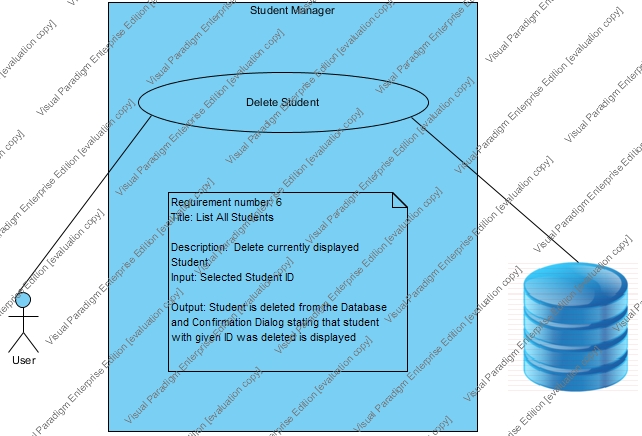 Student Manager
Delete Student
Requirement number: 6
Title: List All Students
Description: Delete currently displayed
Student.
Input: Selected Student ID
Output: Student is deleted from the Database
and Confirmation Dialog stating that student
with given ID was deleted is displayed
User
Visual Paradigm Enterprise Edition [evaluation copy]